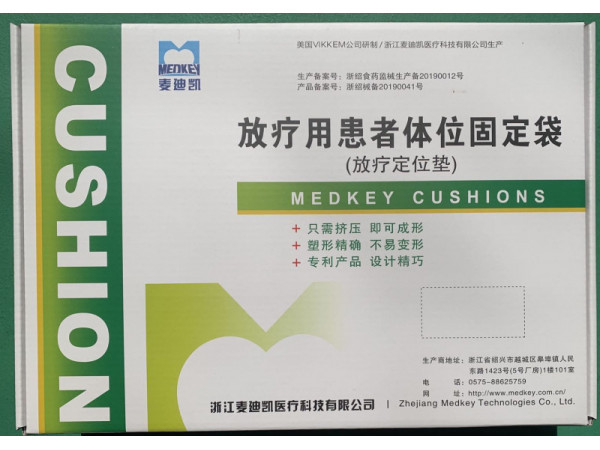 CUSHION
MEDKEY
麦迪凯
美国VIKKEM公司研制/浙江麦迪凯医疗科技有限公司生产
生产备案号：浙绍食药监械生产备20190012号
产品备案号：浙绍械备20190041号
放疗用患者体位固定袋
(放疗定位垫)
MEDKEY CUSHIONS
+ 只需挤压 即可成形
+ 塑形精确 不易变形
+ 专利产品 设计精巧
生产商地址：浙江省绍兴市越城区皋埠镇人民
东路1423号(5号厂房)1楼101室
电 话：0575-88625759
网 址：http://www.medkey.com.cn/
浙江麦迪凯医疗科技有限公司 | Zhejiang Medkey Technologies Co., Ltd.